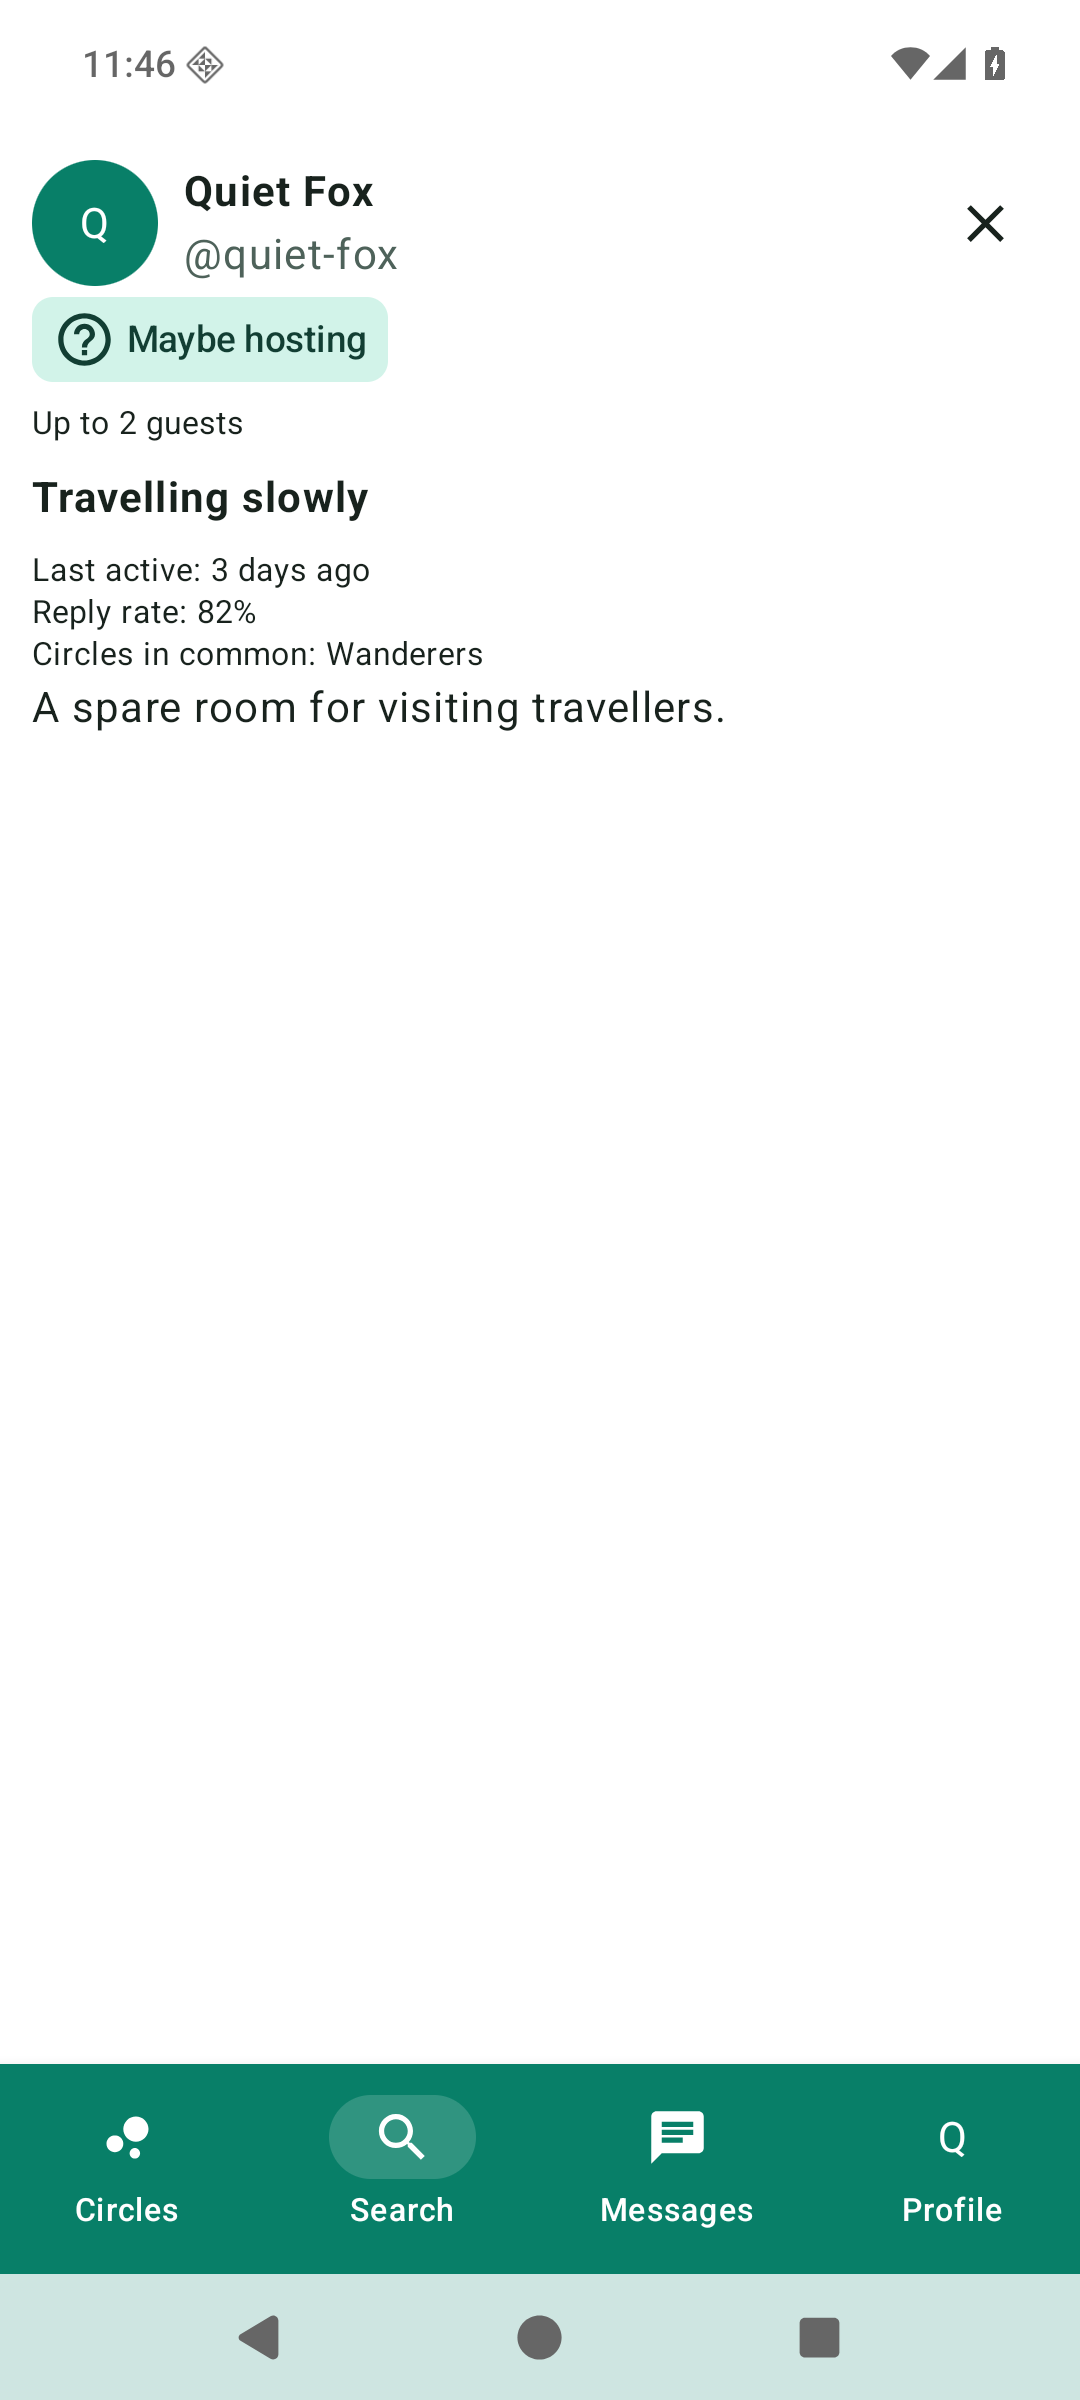 11:46
Q
Quiet Fox
@quiet-fox
Maybe hosting
Up to 2 guests
Travelling slowly
Last active: 3 days ago
Reply rate: 82%
Circles in common: Wanderers
A spare room for visiting travellers.
Q
Circles
Search
Messages
Profile